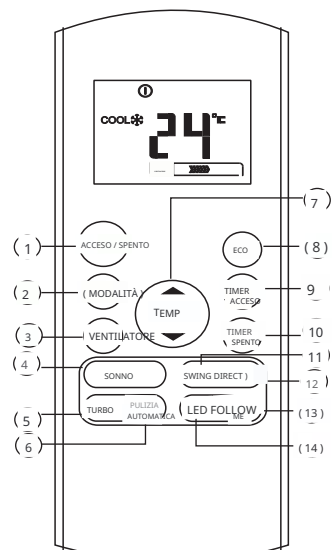 COOL 24 °C
( 7 )
( 1 ) ACCESO / SPENTO
ECO ( 8 )
( 2 ) ( MODALITÀ )
TIMER
ACCESO
9
TEMP
( 3 ) VENTILATORE
TIMER
SPENTO
10
( 4 ) SONNO
SWING DIRECT )
11
12
( 5 ) TURBO
PULIZIA
AUTOMATICA
LED FOLLOW
ME
( 13 )
( 6 )
( 14 )